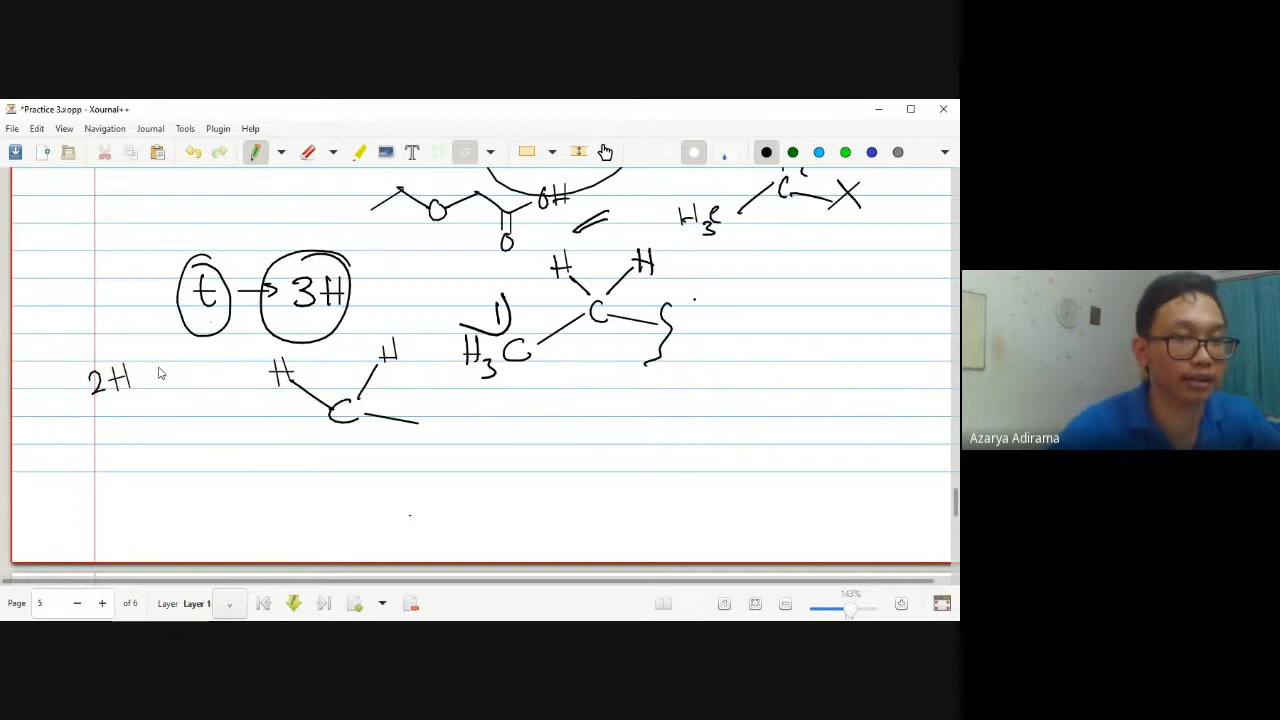 *Practice 3.xopp - Xournal++
File Edit View Navigation Journal Tools Plugin Help
OH
O
O
C
X
H3C
t → 3H
H H
C
H3C
2H
H H
C
Azarya Adirama
143%
Page 5 of 6 Layer Layer 1